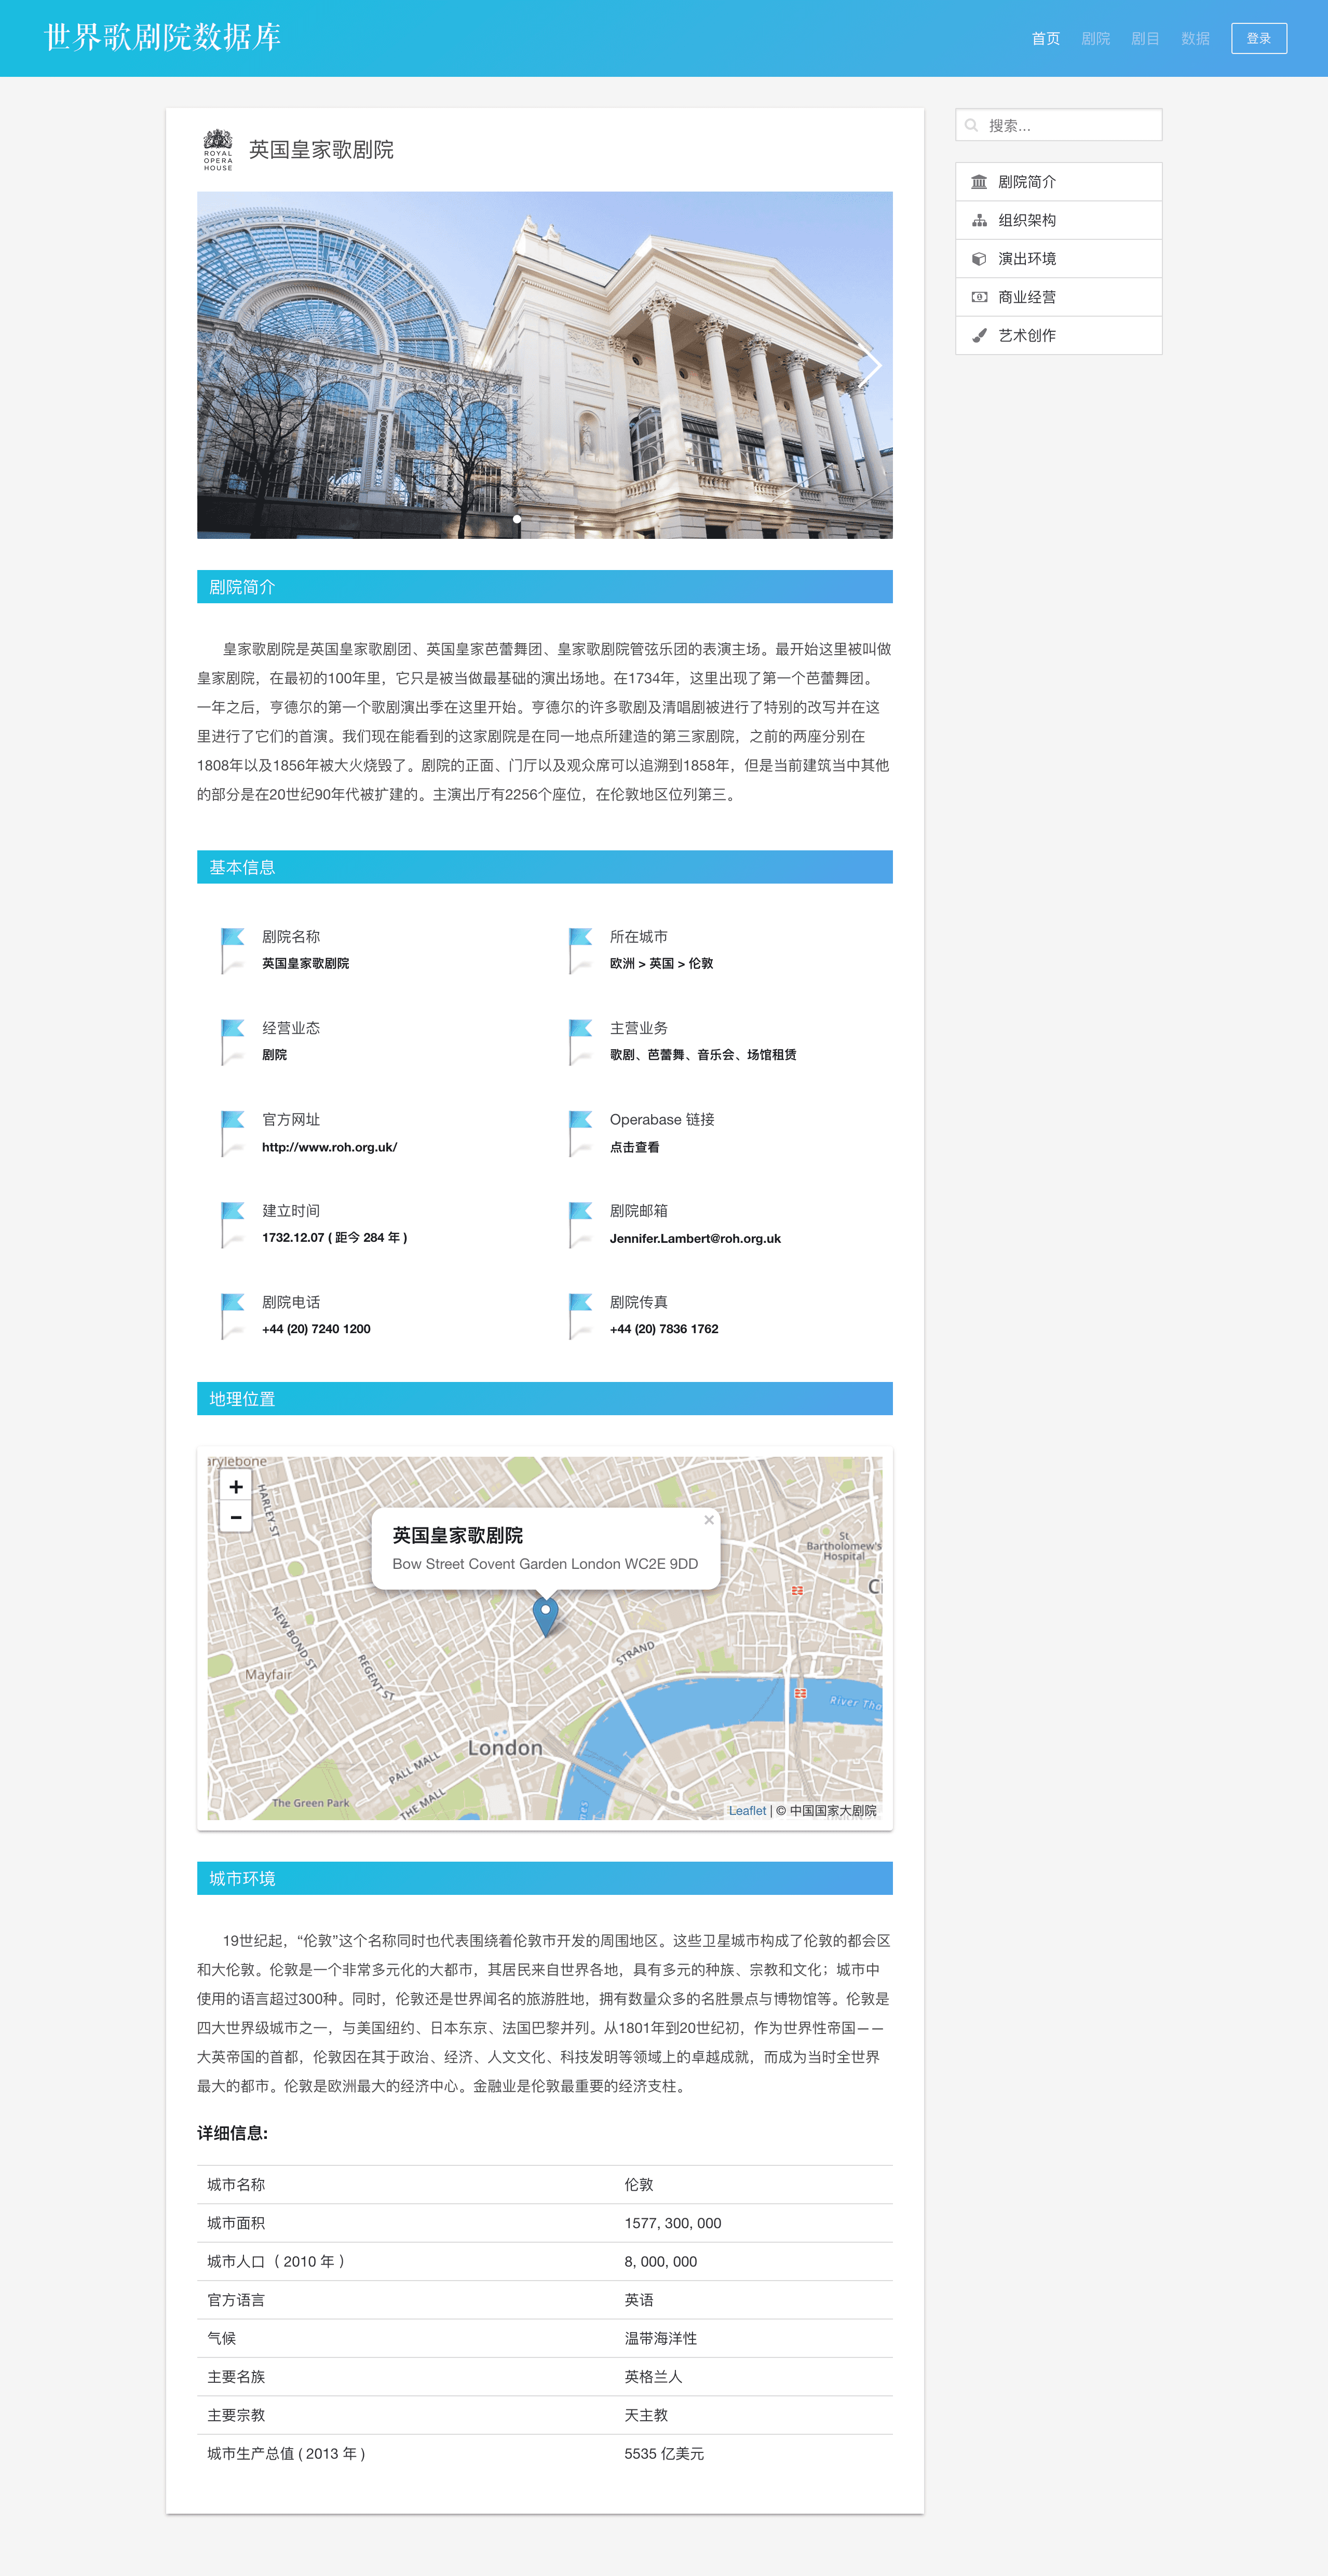 世界歌剧院数据库
首页 剧院 剧目 数据 登录
ROYAL
OPERA
HOUSE
英国皇家歌剧院
搜索...
剧院简介
组织架构
演出环境
商业经营
艺术创作
剧院简介
皇家歌剧院是英国皇家歌剧团、英国皇家芭蕾舞团、皇家歌剧院管弦乐团的表演主场。最开始这里被叫做
皇家剧院，在最初的100年里，它只是被当做最基础的演出场地。在1734年，这里出现了第一个芭蕾舞团。
一年之后，亨德尔的第一个歌剧演出季在这里开始。亨德尔的许多歌剧及清唱剧被进行了特别的改写并在这
里进行了它们的首演。我们现在能看到的这家剧院是在同一地点所建造的第三家剧院，之前的两座分别在
1808年以及1856年被大火烧毁了。剧院的正面、门厅以及观众席可以追溯到1858年，但是当前建筑当中其他
的部分是在20世纪90年代被扩建的。主演出厅有2256个座位，在伦敦地区位列第三。
基本信息
剧院名称
英国皇家歌剧院
所在城市
欧洲 > 英国 > 伦敦
经营业态
剧院
主营业务
歌剧、芭蕾舞、音乐会、场馆租赁
官方网址
http://www.roh.org.uk/
Operabase 链接
点击查看
建立时间
1732.12.07 ( 距今 284 年 )
剧院邮箱
Jennifer.Lambert@roh.org.uk
剧院电话
+44 (20) 7240 1200
剧院传真
+44 (20) 7836 1762
地理位置
arylebone
+
−
HARLEY ST
英国皇家歌剧院
×
Bow Street Covent Garden London WC2E 9DD
St
Bartholomew's
Hospital
Ci
NEW BOND ST
REGENT ST
STRAND
Mayfair
River Tha
London
PALL MALL
THE MALL
The Green Park
Leaflet | © 中国国家大剧院
城市环境
19世纪起，“伦敦”这个名称同时也代表围绕着伦敦市开发的周围地区。这些卫星城市构成了伦敦的都会区
和大伦敦。伦敦是一个非常多元化的大都市，其居民来自世界各地，具有多元的种族、宗教和文化；城市中
使用的语言超过300种。同时，伦敦还是世界闻名的旅游胜地，拥有数量众多的名胜景点与博物馆等。伦敦是
四大世界级城市之一，与美国纽约、日本东京、法国巴黎并列。从1801年到20世纪初，作为世界性帝国——
大英帝国的首都，伦敦因在其于政治、经济、人文文化、科技发明等领域上的卓越成就，而成为当时全世界
最大的都市。伦敦是欧洲最大的经济中心。金融业是伦敦最重要的经济支柱。
详细信息:
城市名称 伦敦
城市面积 1577, 300, 000
城市人口（ 2010 年 ） 8, 000, 000
官方语言 英语
气候 温带海洋性
主要名族 英格兰人
主要宗教 天主教
城市生产总值 ( 2013 年 ) 5535 亿美元